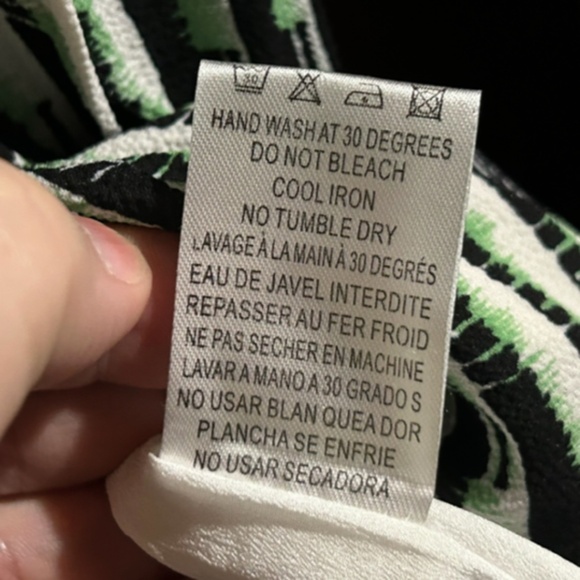 30
HAND WASH AT 30 DEGREES
DO NOT BLEACH
COOL IRON
NO TUMBLE DRY
LAVAGE À LA MAIN À 30 DEGRÉS
EAU DE JAVEL INTERDITE
REPASSER AU FER FROID
NE PAS SECHER EN MACHINE
LAVAR A MANO A 30 GRADO S
NO USAR BLAN QUEA DOR
PLANCHA SE ENFRIE
NO USAR SECADORA